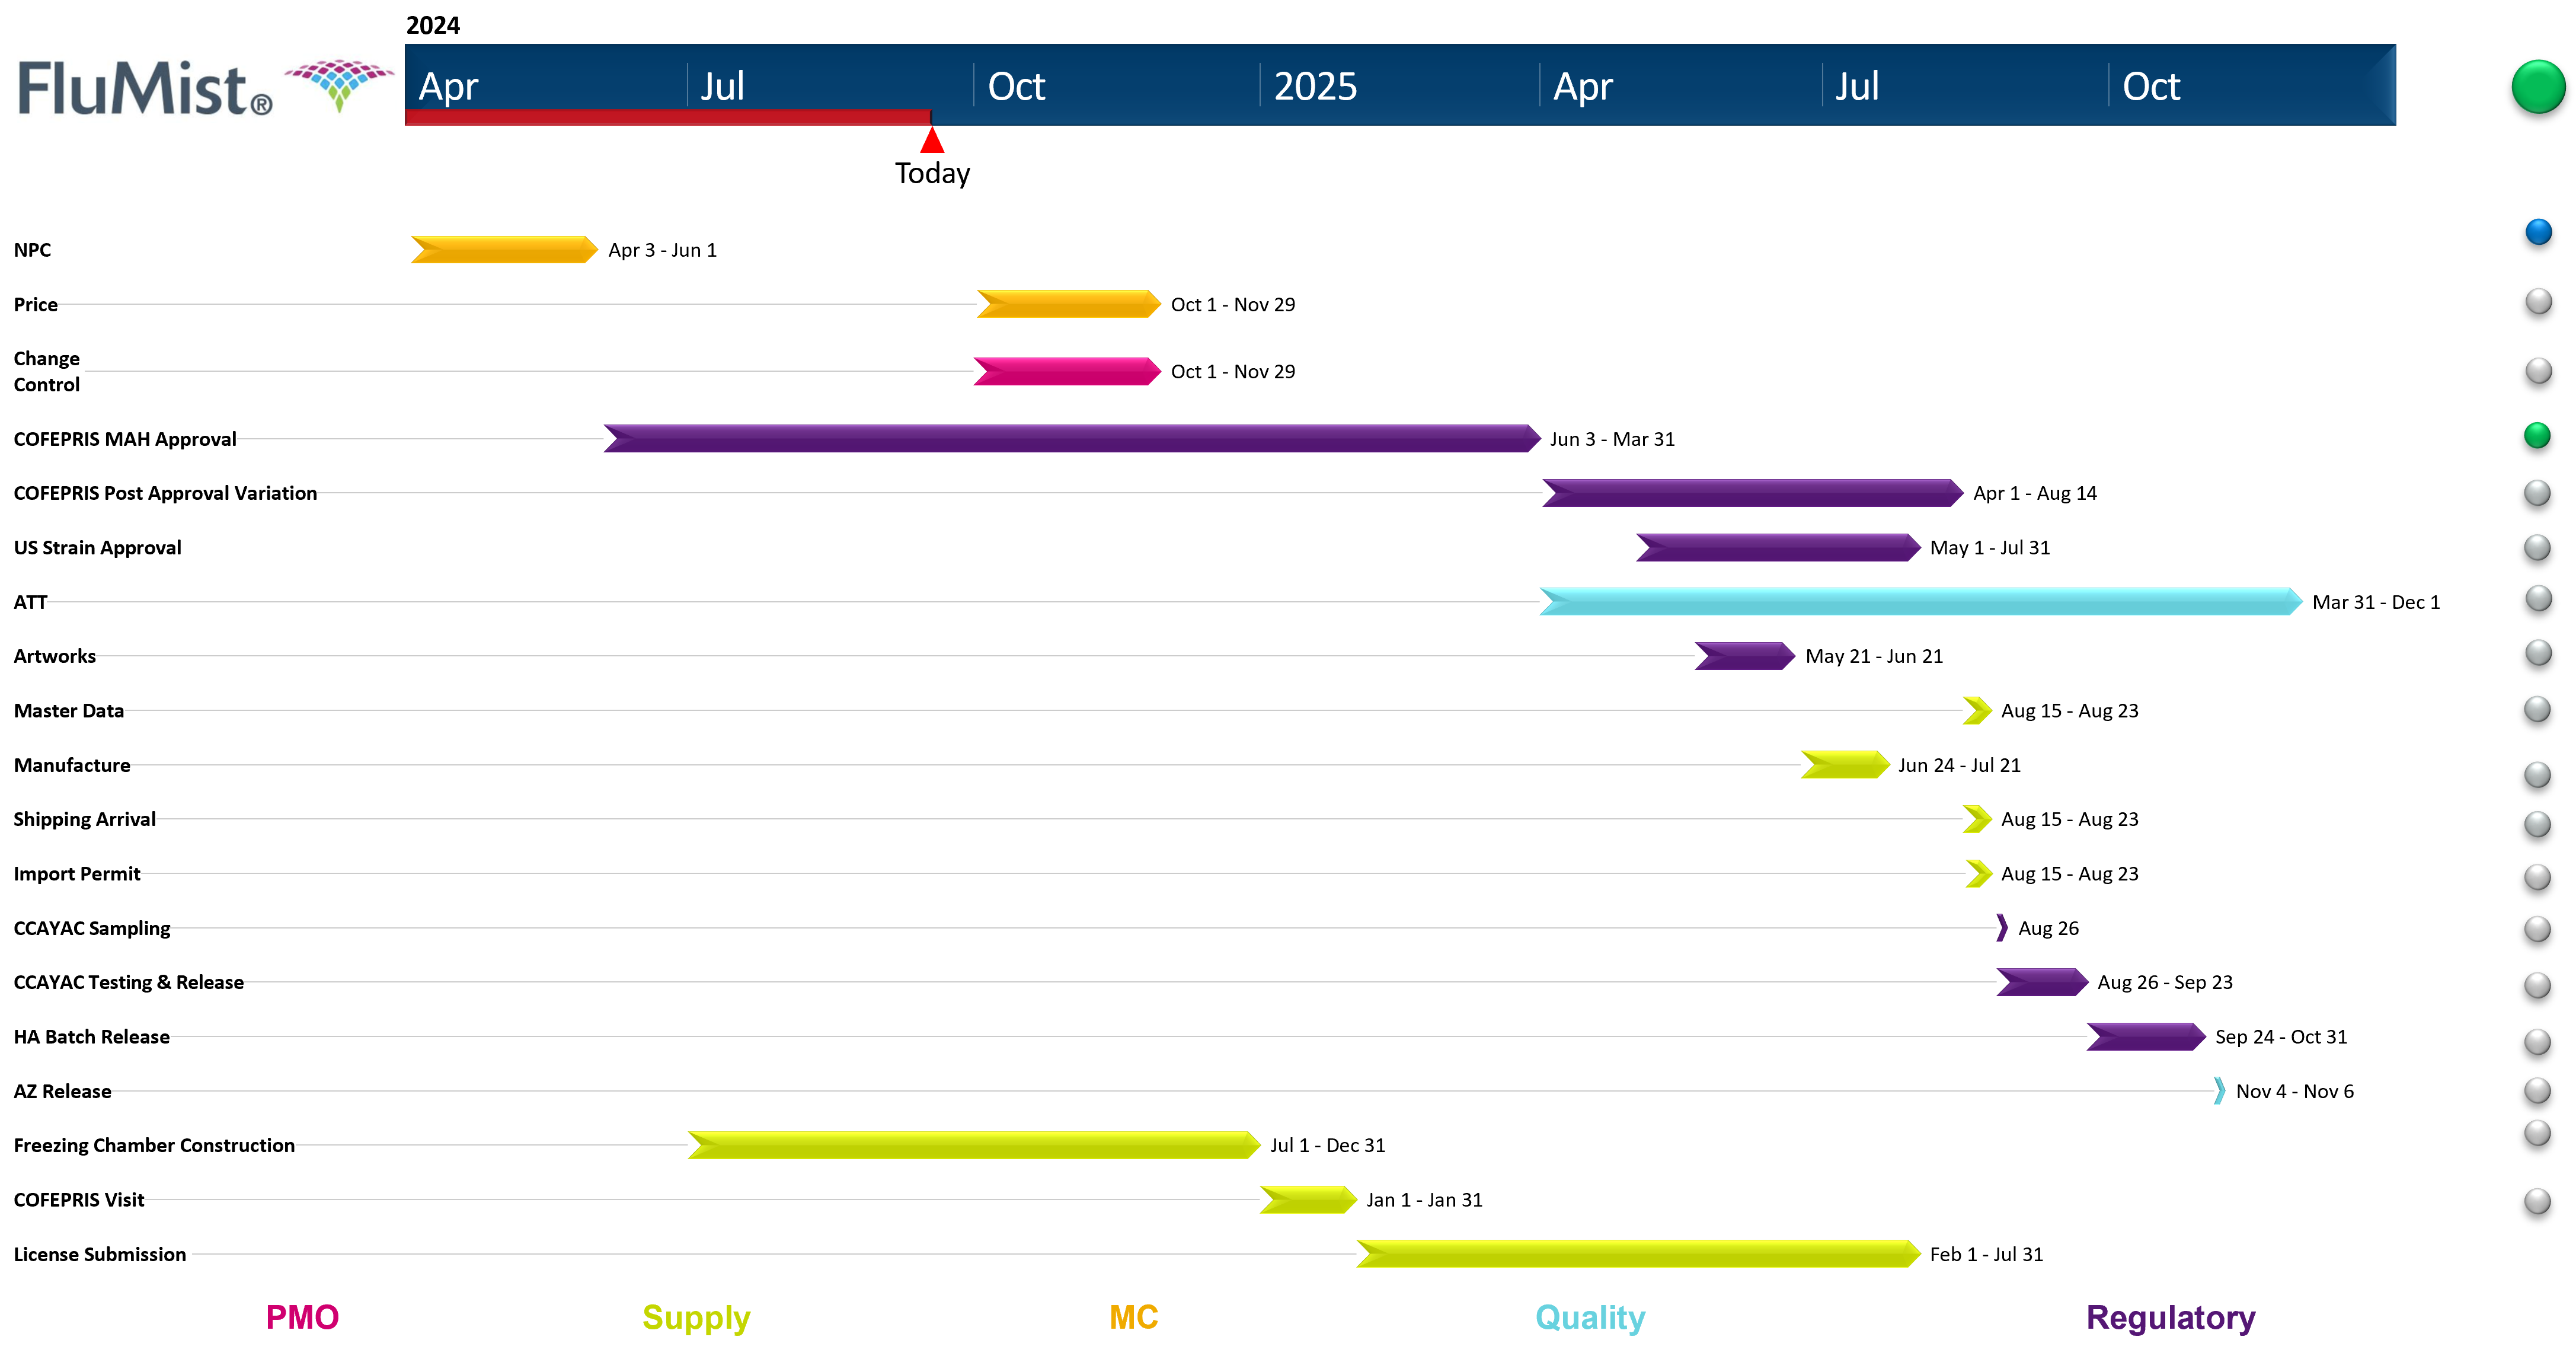 2024
FluMist®
Apr Jul Oct 2025 Apr Jul Oct
Today
NPC Apr 3 - Jun 1
Price Oct 1 - Nov 29
Change
Control Oct 1 - Nov 29
COFEPRIS MAH Approval Jun 3 - Mar 31
COFEPRIS Post Approval Variation Apr 1 - Aug 14
US Strain Approval May 1 - Jul 31
ATT Mar 31 - Dec 1
Artworks May 21 - Jun 21
Master Data Aug 15 - Aug 23
Manufacture Jun 24 - Jul 21
Shipping Arrival Aug 15 - Aug 23
Import Permit Aug 15 - Aug 23
CCAYAC Sampling Aug 26
CCAYAC Testing & Release Aug 26 - Sep 23
HA Batch Release Sep 24 - Oct 31
AZ Release Nov 4 - Nov 6
Freezing Chamber Construction Jul 1 - Dec 31
COFEPRIS Visit Jan 1 - Jan 31
License Submission Feb 1 - Jul 31
PMO Supply MC Quality Regulatory